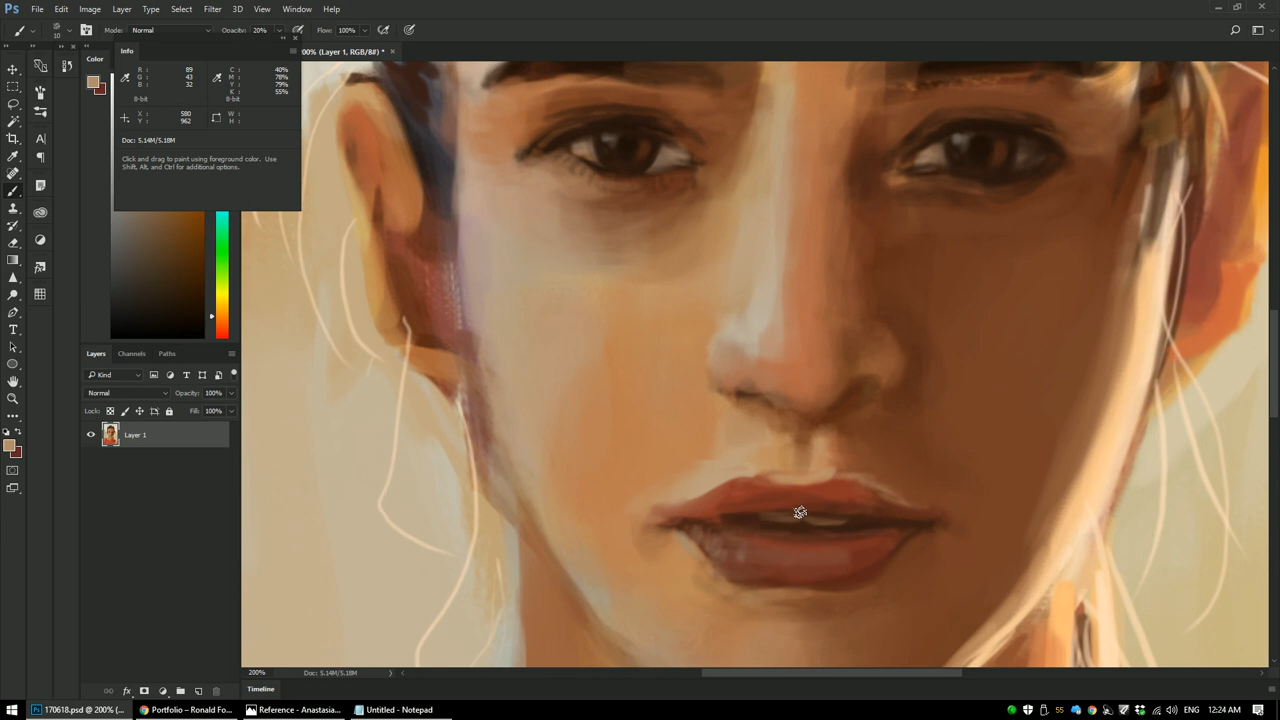 Ps File Edit Image Layer Type Select Filter 3D View Window Help
10 Mode: Normal Opacity: 20% Flow: 100%
Info
00% (Layer 1, RGB/8#) * ×
Color
R : 89
G : 43
B : 32
8-bit
C : 40%
M : 78%
Y : 79%
K : 55%
8-bit
X : 580
Y : 962
W :
H :
Doc: 5.14M/5.18M
Click and drag to paint using foreground color. Use
Shift, Alt, and Ctrl for additional options.
Layers Channels Paths
Kind
Normal Opacity: 100%
Lock: Fill: 100%
Layer 1
200% Doc: 5.14M/5.18M
Timeline
170618.psd @ 200% (... Portfolio – Ronald Fo... Reference - Anastasia... Untitled - Notepad 55 ENG 12:24 AM